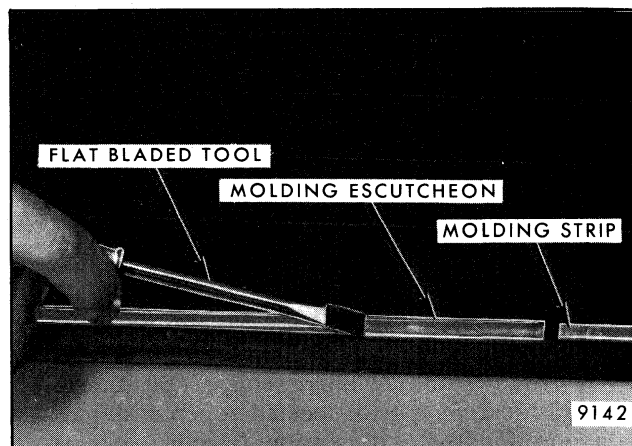 FLAT BLADED TOOL
MOLDING ESCUTCHEON
MOLDING STRIP
9142